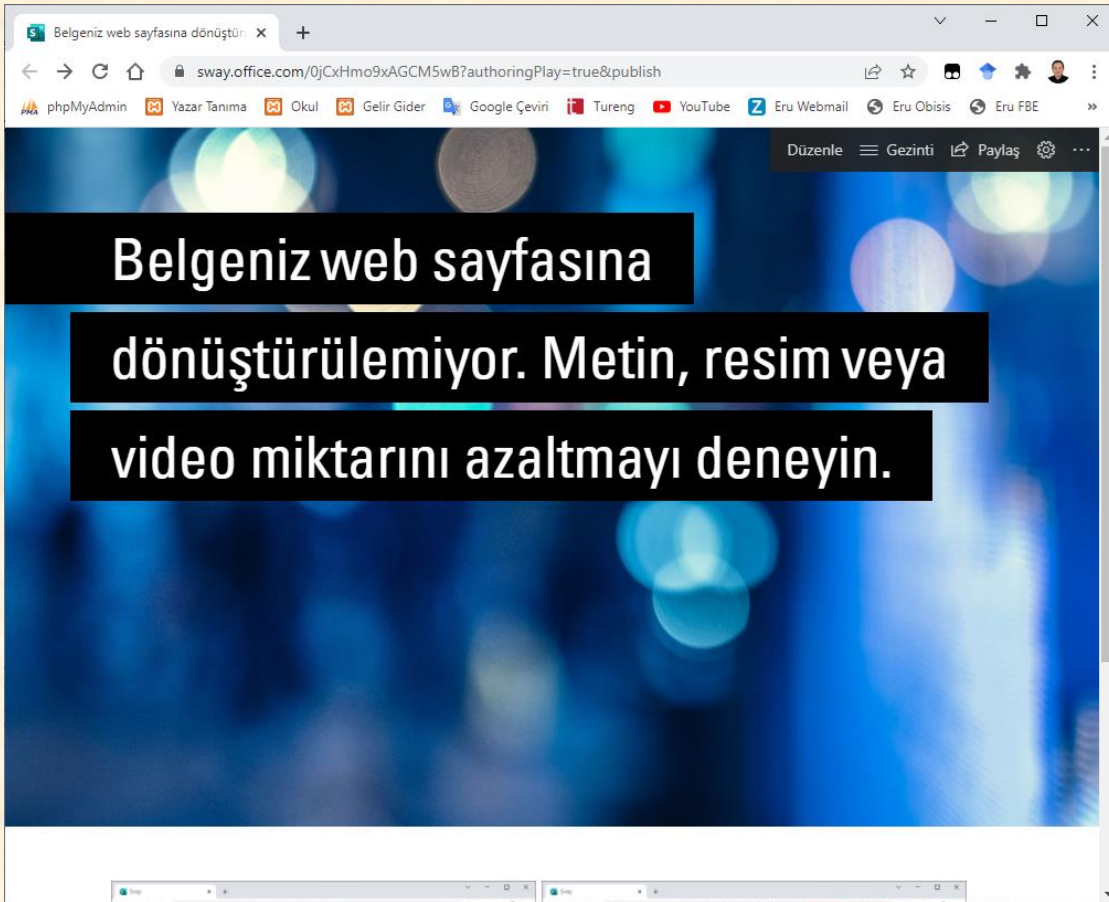 Belgeniz web sayfasına dönüştür
sway.office.com/0jCxHmo9xAGCM5wB?authoringPlay=true&publish
phpMyAdmin Yazar Tanıma Okul Gelir Gider Google Çeviri Tureng YouTube Eru Webmail Eru Obisis Eru FBE »
Düzenle Gezinti Paylaş ...
Belgeniz web sayfasına
dönüştürülemiyor. Metin, resim veya
video miktarını azaltmayı deneyin.
Sway Sway